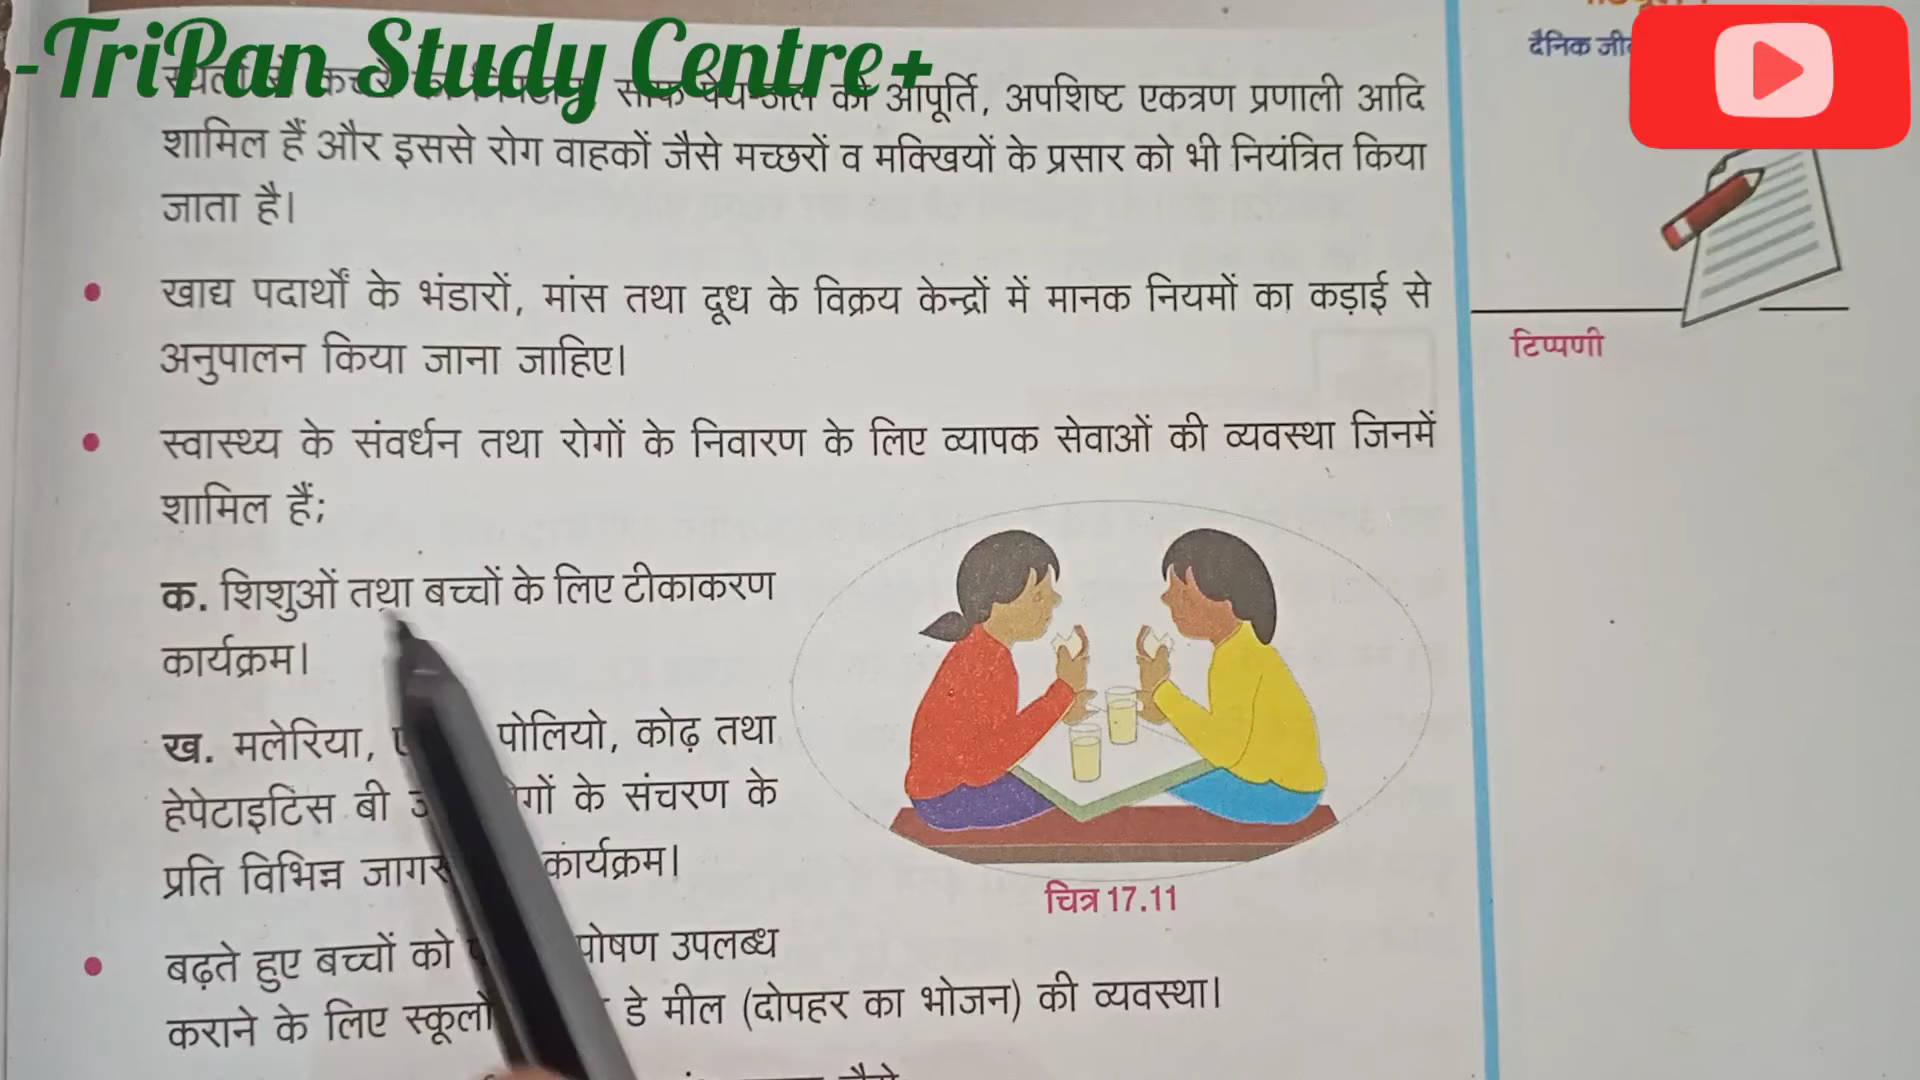 -TriPan Study Centre+
की आपूर्ति, अपशिष्ट एकत्रण प्रणाली आदि
शामिल हैं और इससे रोग वाहकों जैसे मच्छरों व मक्खियों के प्रसार को भी नियंत्रित किया
जाता है।
• खाद्य पदार्थों के भंडारों, मांस तथा दूध के विक्रय केन्द्रों में मानक नियमों का कड़ाई से
अनुपालन किया जाना जाहिए।
• स्वास्थ्य के संवर्धन तथा रोगों के निवारण के लिए व्यापक सेवाओं की व्यवस्था जिनमें
शामिल हैं;
क. शिशुओं तथा बच्चों के लिए टीकाकरण
कार्यक्रम।
ख. मलेरिया, पोलियो, कोढ़ तथा
हेपेटाइटिस बी के संचरण के
प्रति विभिन्न कार्यक्रम।
• बढ़ते हुए बच्चों को पोषण उपलब्ध
कराने के लिए डे मील (दोपहर का भोजन) की व्यवस्था।
चित्र 17.11
दैनिक
टिप्पणी